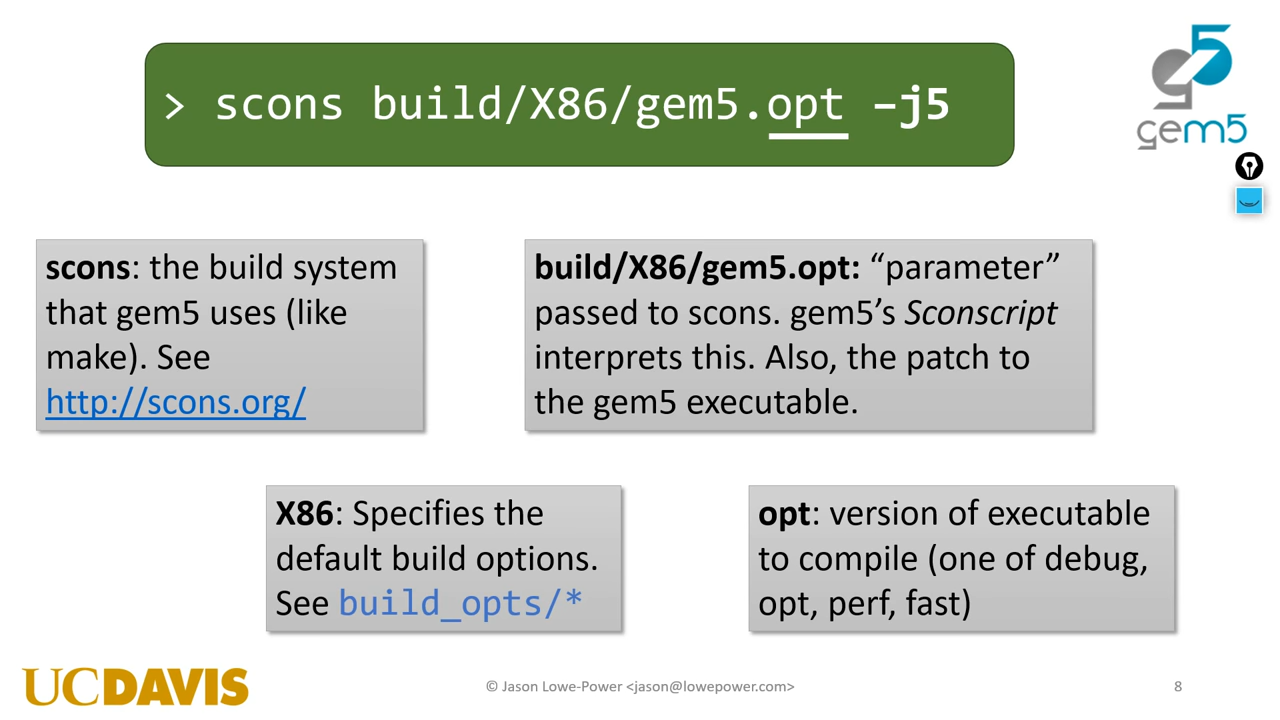 > scons build/X86/gem5.opt –j5
gem5
scons: the build system
that gem5 uses (like
make). See
http://scons.org/
build/X86/gem5.opt: “parameter”
passed to scons. gem5’s Sconscript
interprets this. Also, the patch to
the gem5 executable.
X86: Specifies the
default build options.
See build_opts/*
opt: version of executable
to compile (one of debug,
opt, perf, fast)
UCDAVIS
© Jason Lowe-Power <jason@lowepower.com>
8